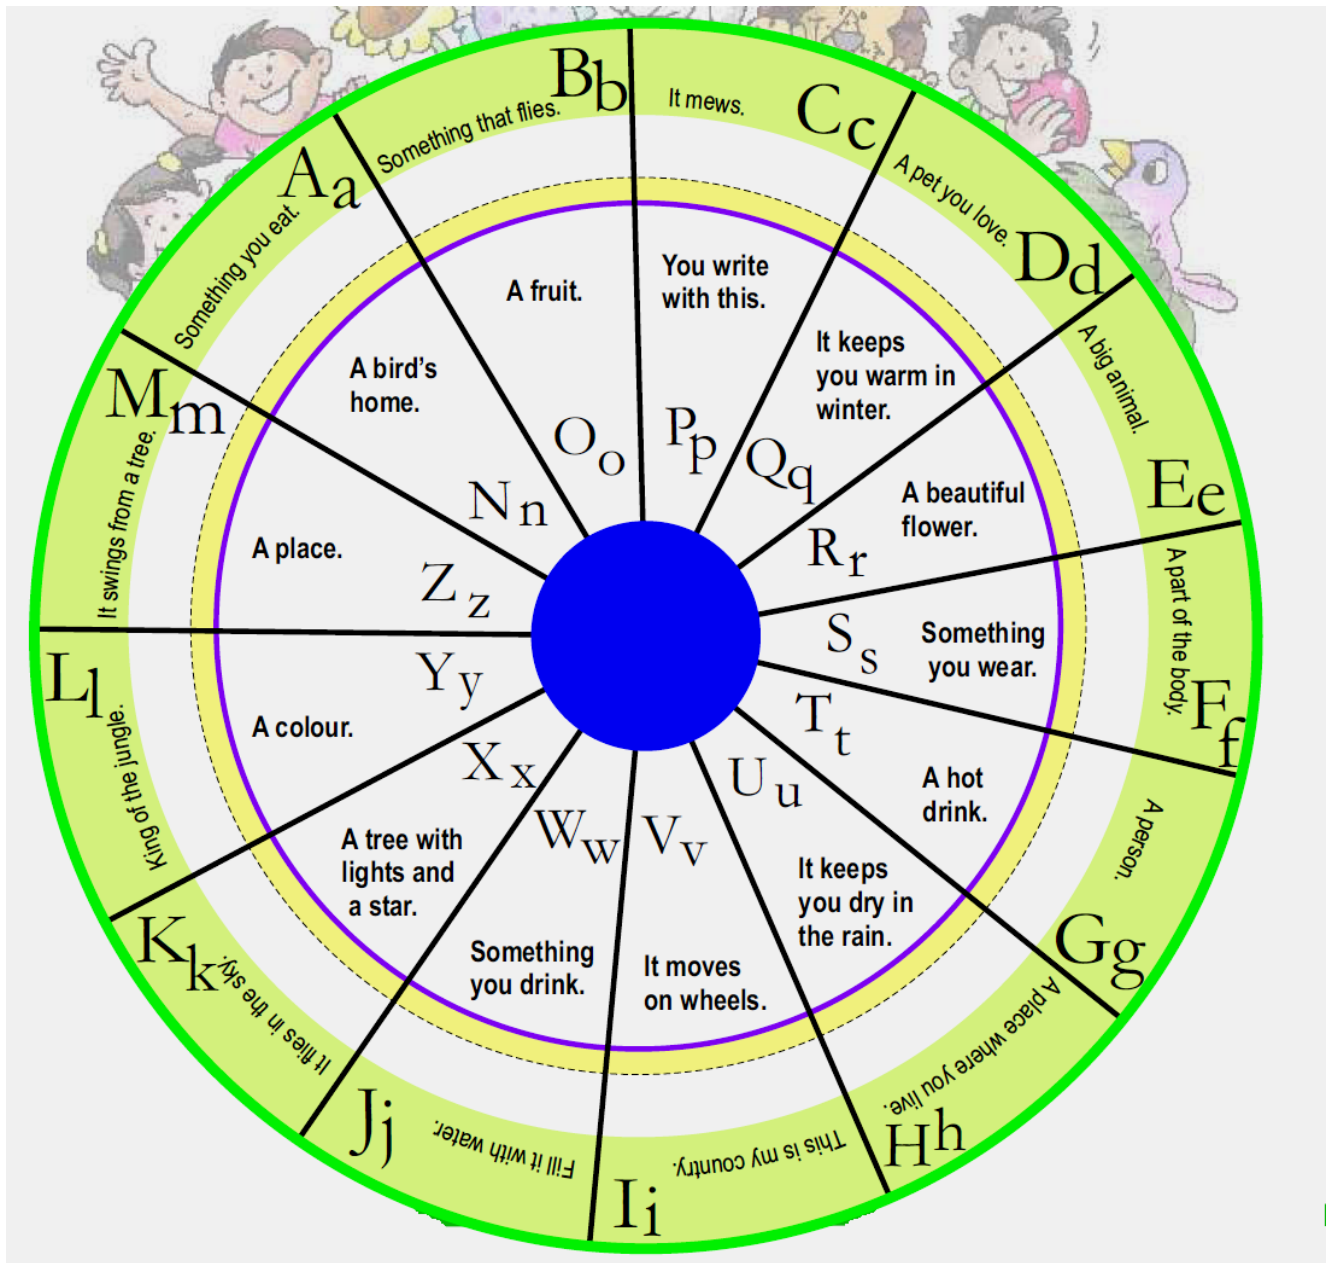 Aa
Something you eat.
Bb
Something that flies.
Cc
It mews.
Dd
A pet you love.
Ee
A big animal.
Ff
A part of the body.
Gg
A person.
Hh
A place where you live.
Ii
This is my country.
Jj
Fill it with water.
Kk
It flies in the sky.
Ll
King of the jungle.
Mm
It swings from a tree.
Nn
A bird's
home.
Oo
A fruit.
Pp
You write
with this.
Qq
It keeps
you warm in
winter.
Rr
A beautiful
flower.
Ss
Something
you wear.
Tt
A hot
drink.
Uu
It keeps
you dry in
the rain.
Vv
It moves
on wheels.
Ww
Something
you drink.
Xx
A tree with
lights and
a star.
Yy
A colour.
Zz
A place.